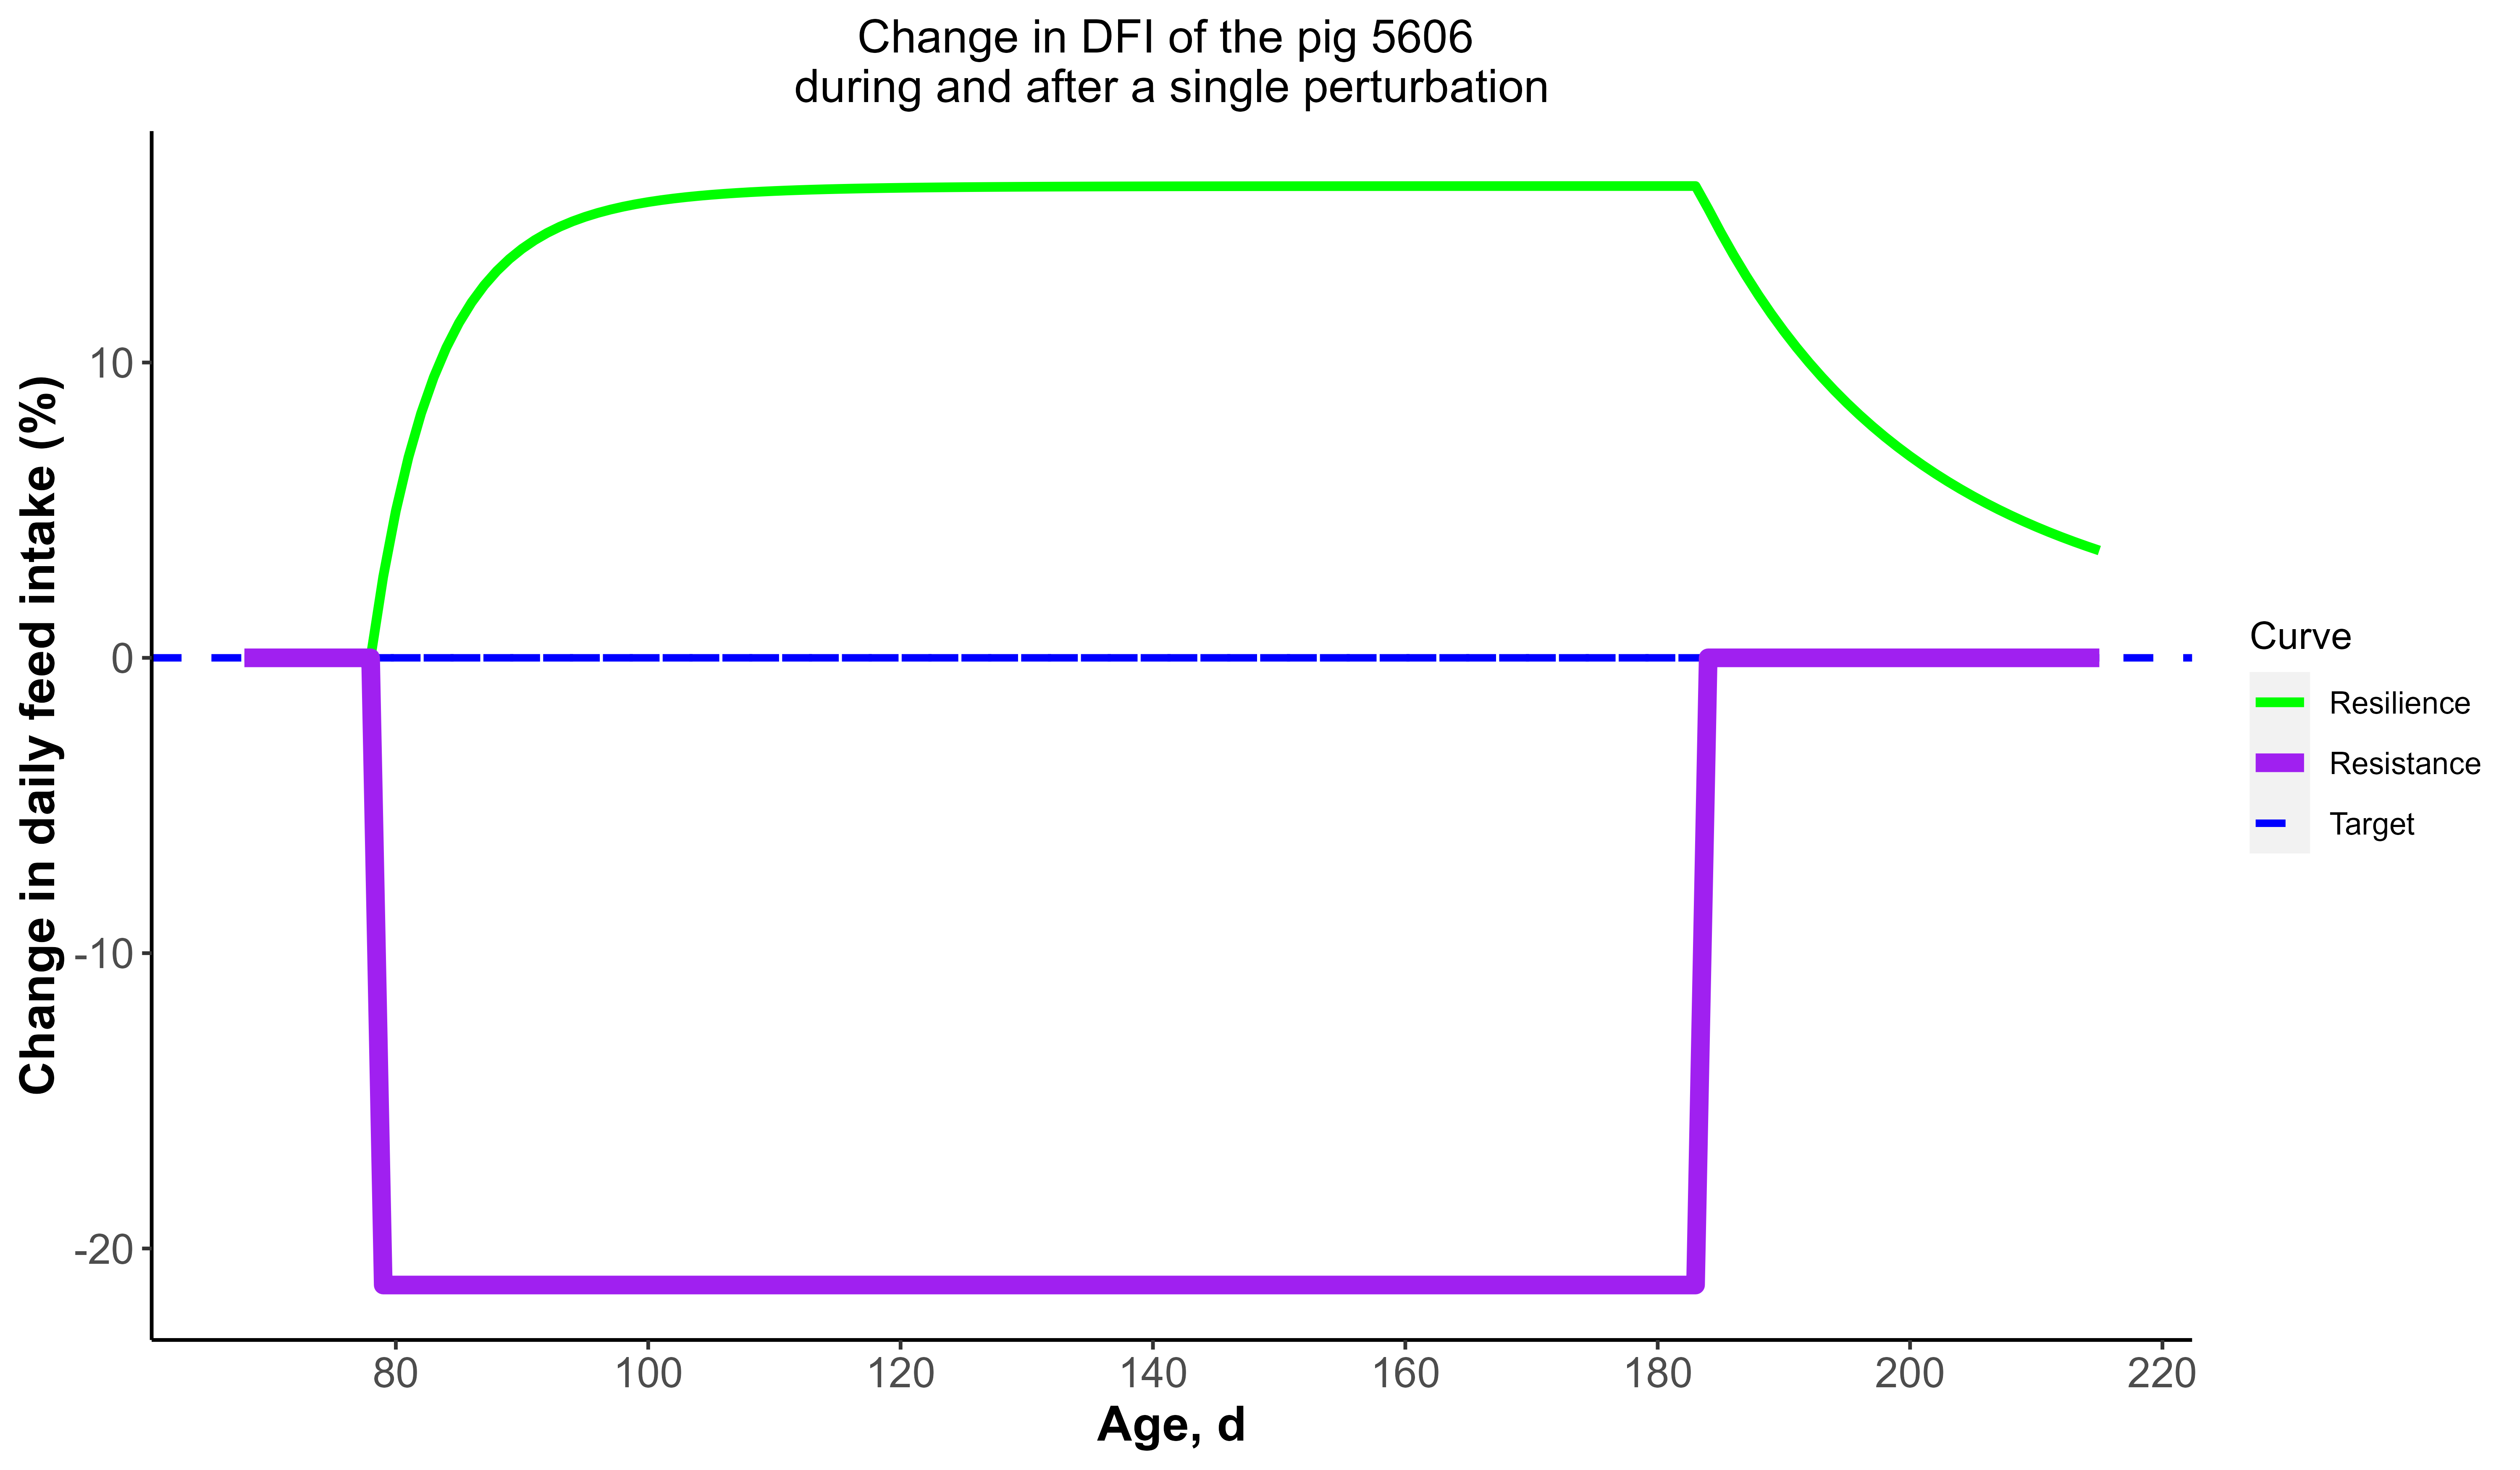 Change in DFI of the pig 5606
during and after a single perturbation
Change in daily feed intake (%)
10
0
-10
-20
80 100 120 140 160 180 200 220
Age, d
Curve
Resilience
Resistance
Target